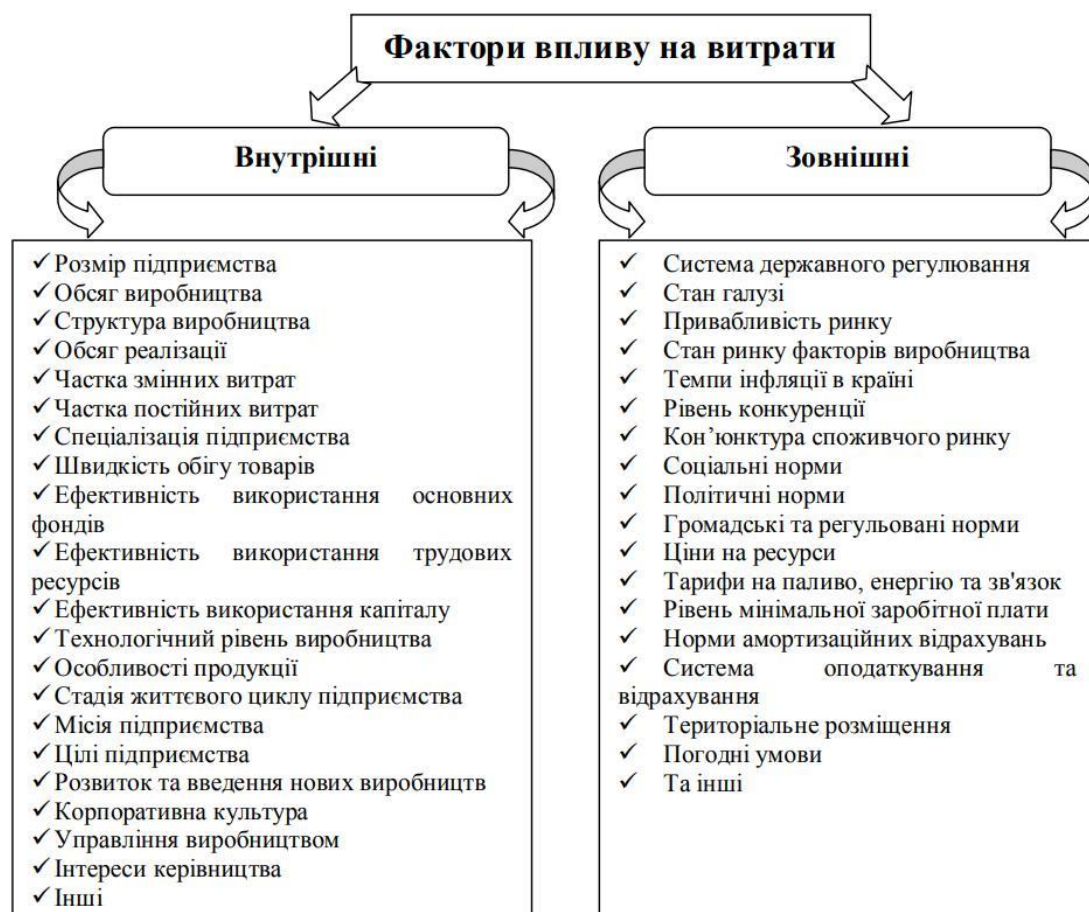 Фактори впливу на витрати
Внутрішні
Розмір підприємства
Обсяг виробництва
Структура виробництва
Обсяг реалізації
Частка змінних витрат
Частка постійних витрат
Спеціалізація підприємства
Швидкість обігу товарів
Ефективність використання основних
фондів
Ефективність використання трудових
ресурсів
Ефективність використання капіталу
Технологічний рівень виробництва
Особливості продукції
Стадія життєвого циклу підприємства
Місія підприємства
Цілі підприємства
Розвиток та введення нових виробництв
Корпоративна культура
Управління виробництвом
Інтереси керівництва
Інші
Зовнішні
Система державного регулювання
Стан галузі
Привабливість ринку
Стан ринку факторів виробництва
Темпи інфляції в країні
Рівень конкуренції
Кон’юнктура споживчого ринку
Соціальні норми
Політичні норми
Громадські та регульовані норми
Ціни на ресурси
Тарифи на паливо, енергію та зв'язок
Рівень мінімальної заробітної плати
Норми амортизаційних відрахувань
Система оподаткування та
відрахування
Територіальне розміщення
Погодні умови
Та інші